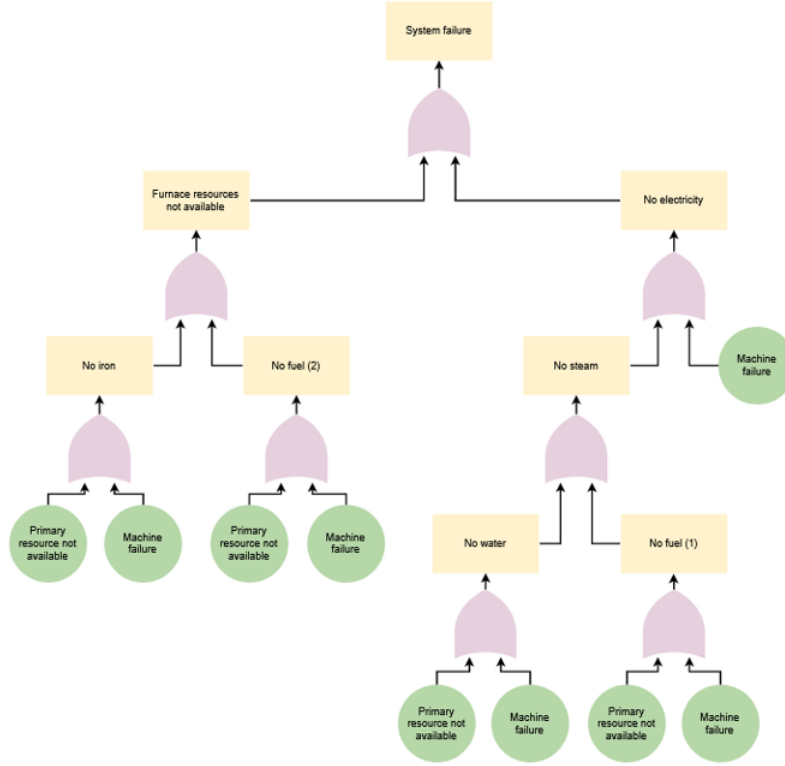 System failure
Furnace resources
not available
No electricity
No iron
No fuel (2)
No steam
Machine
failure
Primary
resource not
available
Machine
failure
Primary
resource not
available
Machine
failure
No water
No fuel (1)
Primary
resource not
available
Machine
failure
Primary
resource not
available
Machine
failure